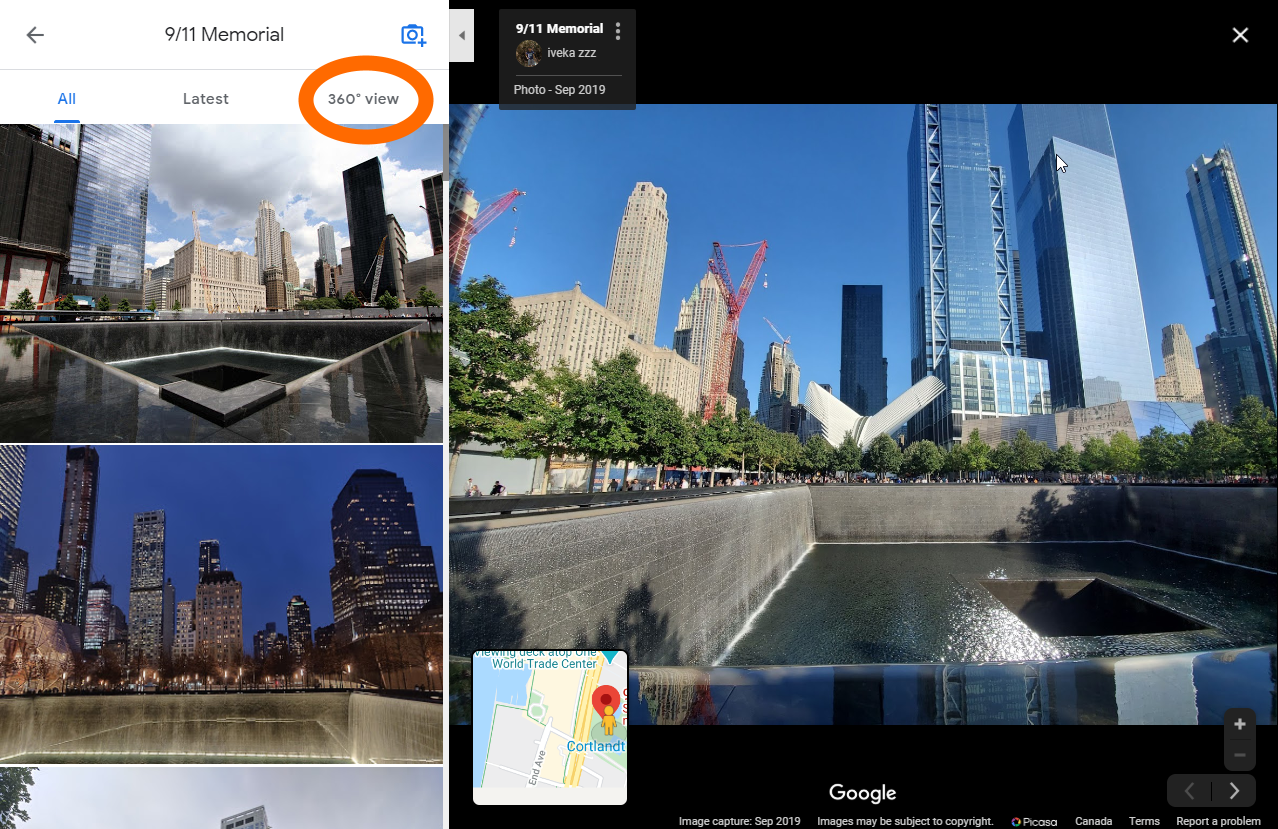 9/11 Memorial
All
Latest
360° view
9/11 Memorial
iveka zzz
Photo - Sep 2019
Viewing deck atop One
World Trade Center
Cortlandt
End Ave
Google
Image capture: Sep 2019
Images may be subject to copyright.
Picasa
Canada
Terms
Report a problem